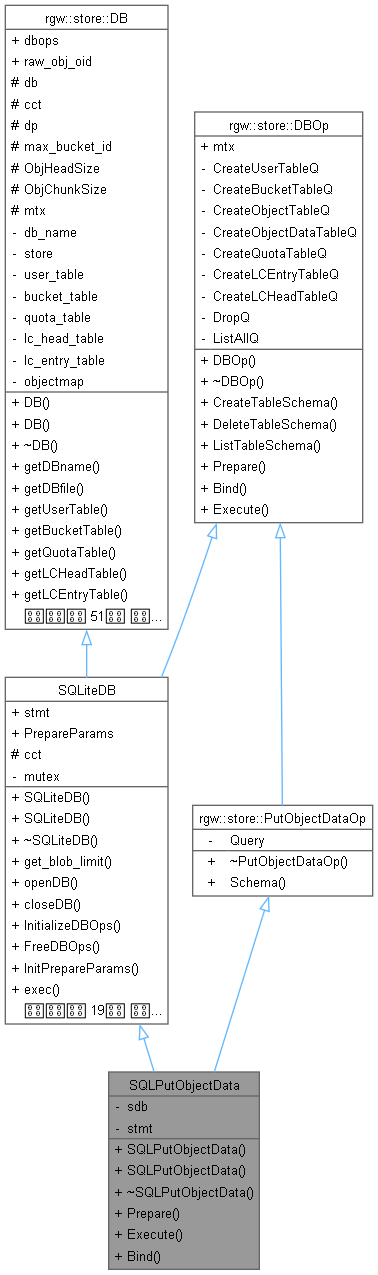 rgw::store::DB
+ dbops
+ raw_obj_oid
# db
# cct
# dp
# max_bucket_id
# ObjHeadSize
# ObjChunkSize
# mtx
- db_name
- store
- user_table
- bucket_table
- quota_table
- lc_head_table
- lc_entry_table
- objectmap
+ DB()
+ DB()
+ ~DB()
+ getDBname()
+ getDBfile()
+ getUserTable()
+ getBucketTable()
+ getQuotaTable()
+ getLCHeadTable()
+ getLCEntryTable()
51 ...
rgw::store::DBOp
+ mtx
- CreateUserTableQ
- CreateBucketTableQ
- CreateObjectTableQ
- CreateObjectDataTableQ
- CreateQuotaTableQ
- CreateLCEntryTableQ
- CreateLCHeadTableQ
- DropQ
- ListAllQ
+ DBOp()
+ ~DBOp()
+ CreateTableSchema()
+ DeleteTableSchema()
+ ListTableSchema()
+ Prepare()
+ Bind()
+ Execute()
SQLiteDB
+ stmt
+ PrepareParams
# cct
- mutex
+ SQLiteDB()
+ SQLiteDB()
+ ~SQLiteDB()
+ get_blob_limit()
+ openDB()
+ closeDB()
+ InitializeDBOps()
+ FreeDBOps()
+ InitPrepareParams()
+ exec()
19 ...
rgw::store::PutObjectDataOp
- Query
+ ~PutObjectDataOp()
+ Schema()
SQLPutObjectData
- sdb
- stmt
+ SQLPutObjectData()
+ SQLPutObjectData()
+ ~SQLPutObjectData()
+ Prepare()
+ Execute()
+ Bind()